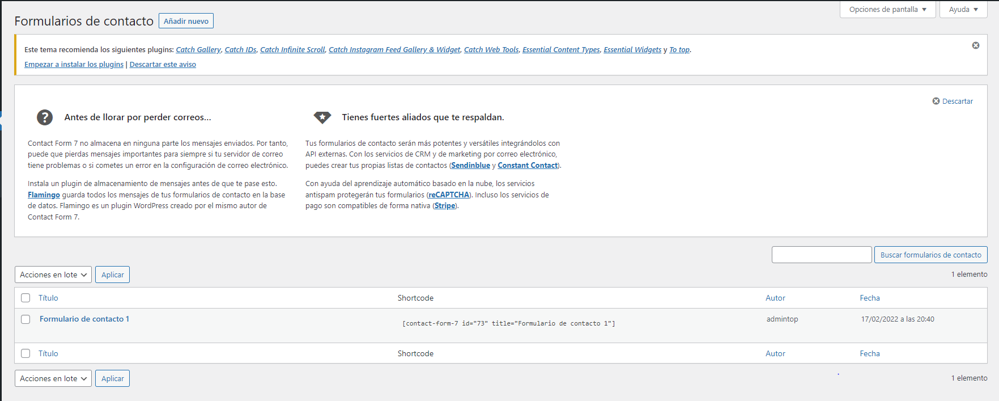 Opciones de pantalla
Ayuda
Formularios de contacto
Añadir nuevo
Este tema recomienda los siguientes plugins: Catch Gallery, Catch IDs, Catch Infinite Scroll, Catch Instagram Feed Gallery & Widget, Catch Web Tools, Essential Content Types, Essential Widgets y To top.
Empezar a instalar los plugins | Descartar este aviso
Descartar
Antes de llorar por perder correos…
Contact Form 7 no almacena en ninguna parte los mensajes enviados. Por tanto,
puede que pierdas mensajes importantes para siempre si tu servidor de correo
tiene problemas o si cometes un error en la configuración de correo electrónico.
Instala un plugin de almacenamiento de mensajes antes de que te pase esto.
Flamingo guarda todos los mensajes de tus formularios de contacto en la base
de datos. Flamingo es un plugin WordPress creado por el mismo autor de
Contact Form 7.
Tienes fuertes aliados que te respaldan.
Tus formularios de contacto serán más potentes y versátiles integrándolos con
API externas. Con los servicios de CRM y de marketing por correo electrónico,
puedes crear tus propias listas de contactos (Sendinblue y Constant Contact).
Con ayuda del aprendizaje automático basado en la nube, los servicios
antispam protegerán tus formularios (reCAPTCHA). Incluso los servicios de
pago son compatibles de forma nativa (Stripe).
Buscar formularios de contacto
Acciones en lote
Aplicar
1 elemento
Título
Shortcode
Autor
Fecha
Formulario de contacto 1
[contact-form-7 id="73" title="Formulario de contacto 1"]
admintop
17/02/2022 a las 20:40
Título
Shortcode
Autor
Fecha
Acciones en lote
Aplicar
1 elemento